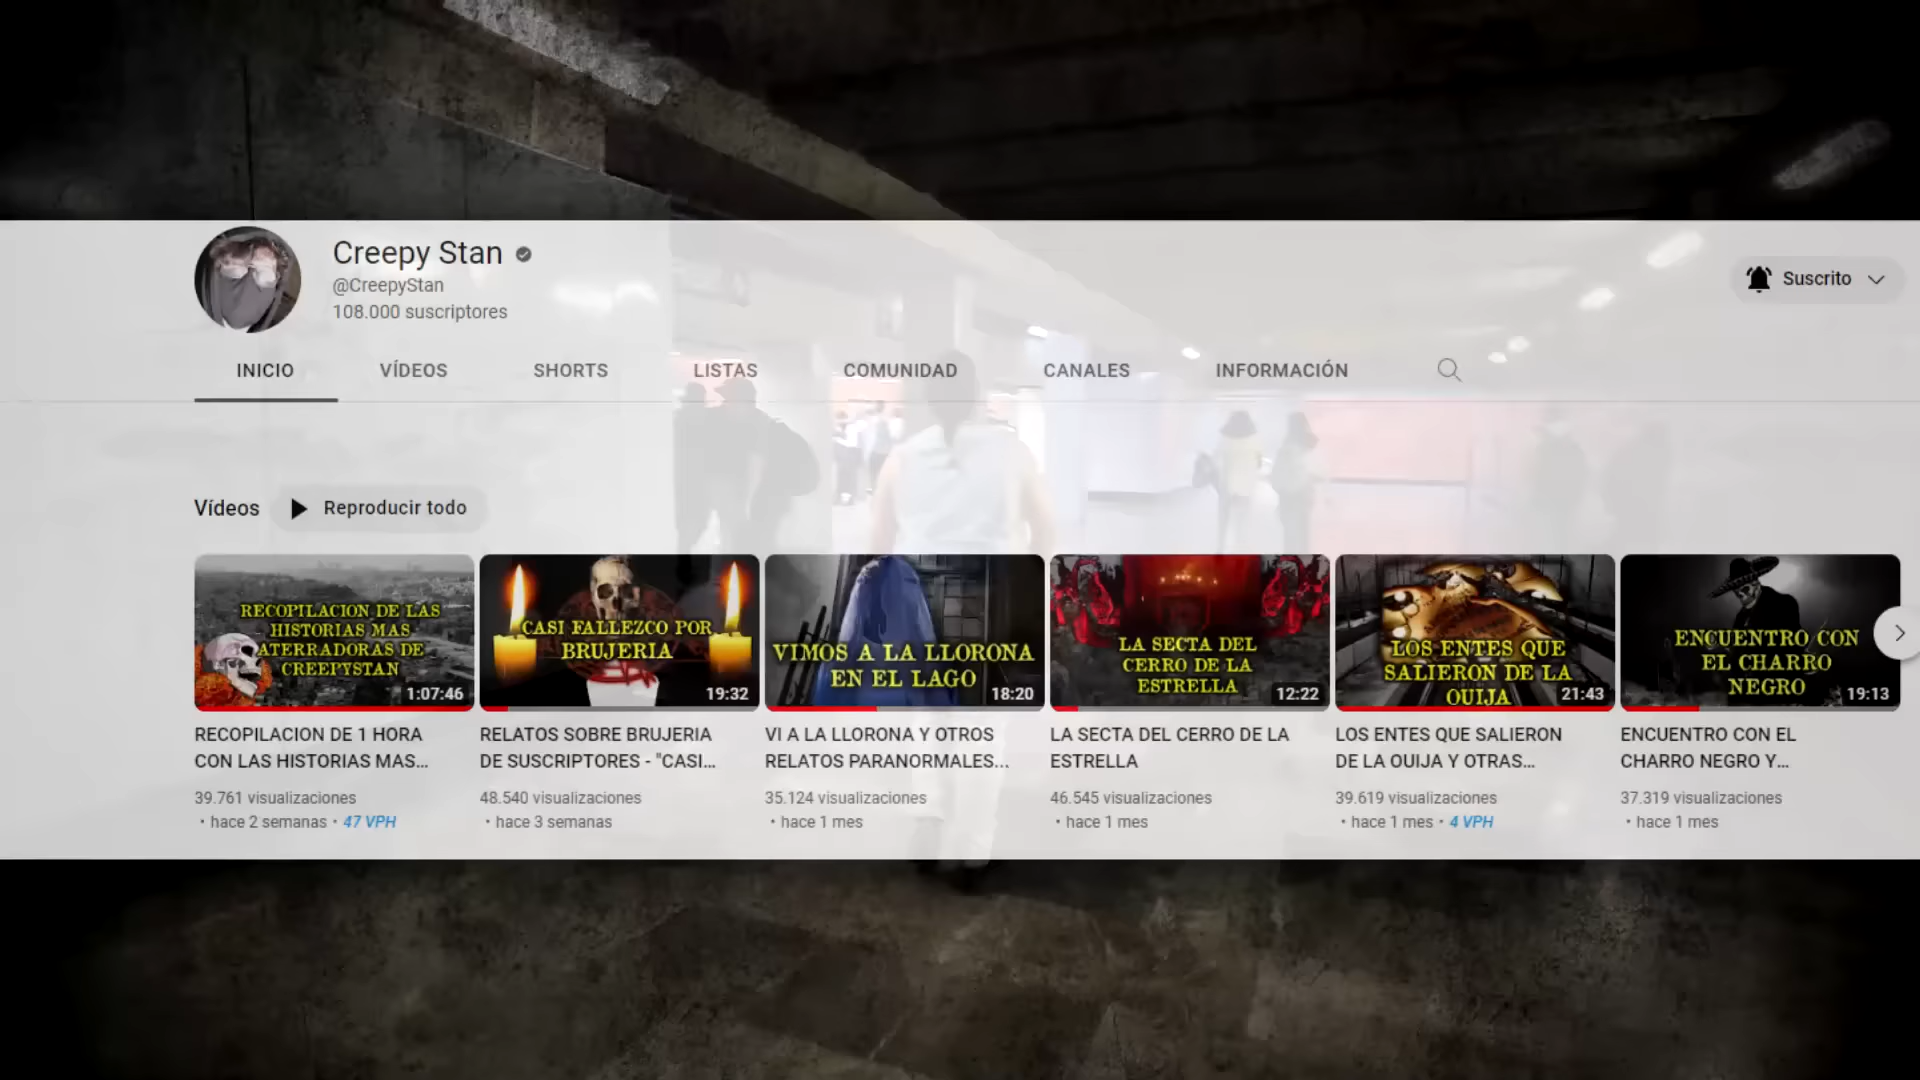 Creepy Stan
@CreepyStan
108.000 suscriptores
Suscrito
INICIO
VÍDEOS
SHORTS
LISTAS
COMUNIDAD
CANALES
INFORMACIÓN
Vídeos
Reproducir todo
RECOPILACION DE LAS
HISTORIAS MAS
ATERRADORAS DE
CREEPYSTAN
1:07:46
RECOPILACION DE 1 HORA
CON LAS HISTORIAS MAS...
39.761 visualizaciones
• hace 2 semanas • 47 VPH
CASI FALLEZCO POR
BRUJERIA
19:32
RELATOS SOBRE BRUJERIA
DE SUSCRIPTORES - "CASI...
48.540 visualizaciones
• hace 3 semanas
VIMOS A LA LLORONA
EN EL LAGO
18:20
VI A LA LLORONA Y OTROS
RELATOS PARANORMALES...
35.124 visualizaciones
• hace 1 mes
LA SECTA DEL
CERRO DE LA
ESTRELLA
12:22
LA SECTA DEL CERRO DE LA
ESTRELLA
46.545 visualizaciones
• hace 1 mes
LOS ENTES QUE
SALIERON DE LA
OUIJA
21:43
LOS ENTES QUE SALIERON
DE LA OUIJA Y OTRAS...
39.619 visualizaciones
• hace 1 mes • 4 VPH
ENCUENTRO CON
EL CHARRO
NEGRO
19:13
ENCUENTRO CON EL
CHARRO NEGRO Y...
37.319 visualizaciones
• hace 1 mes